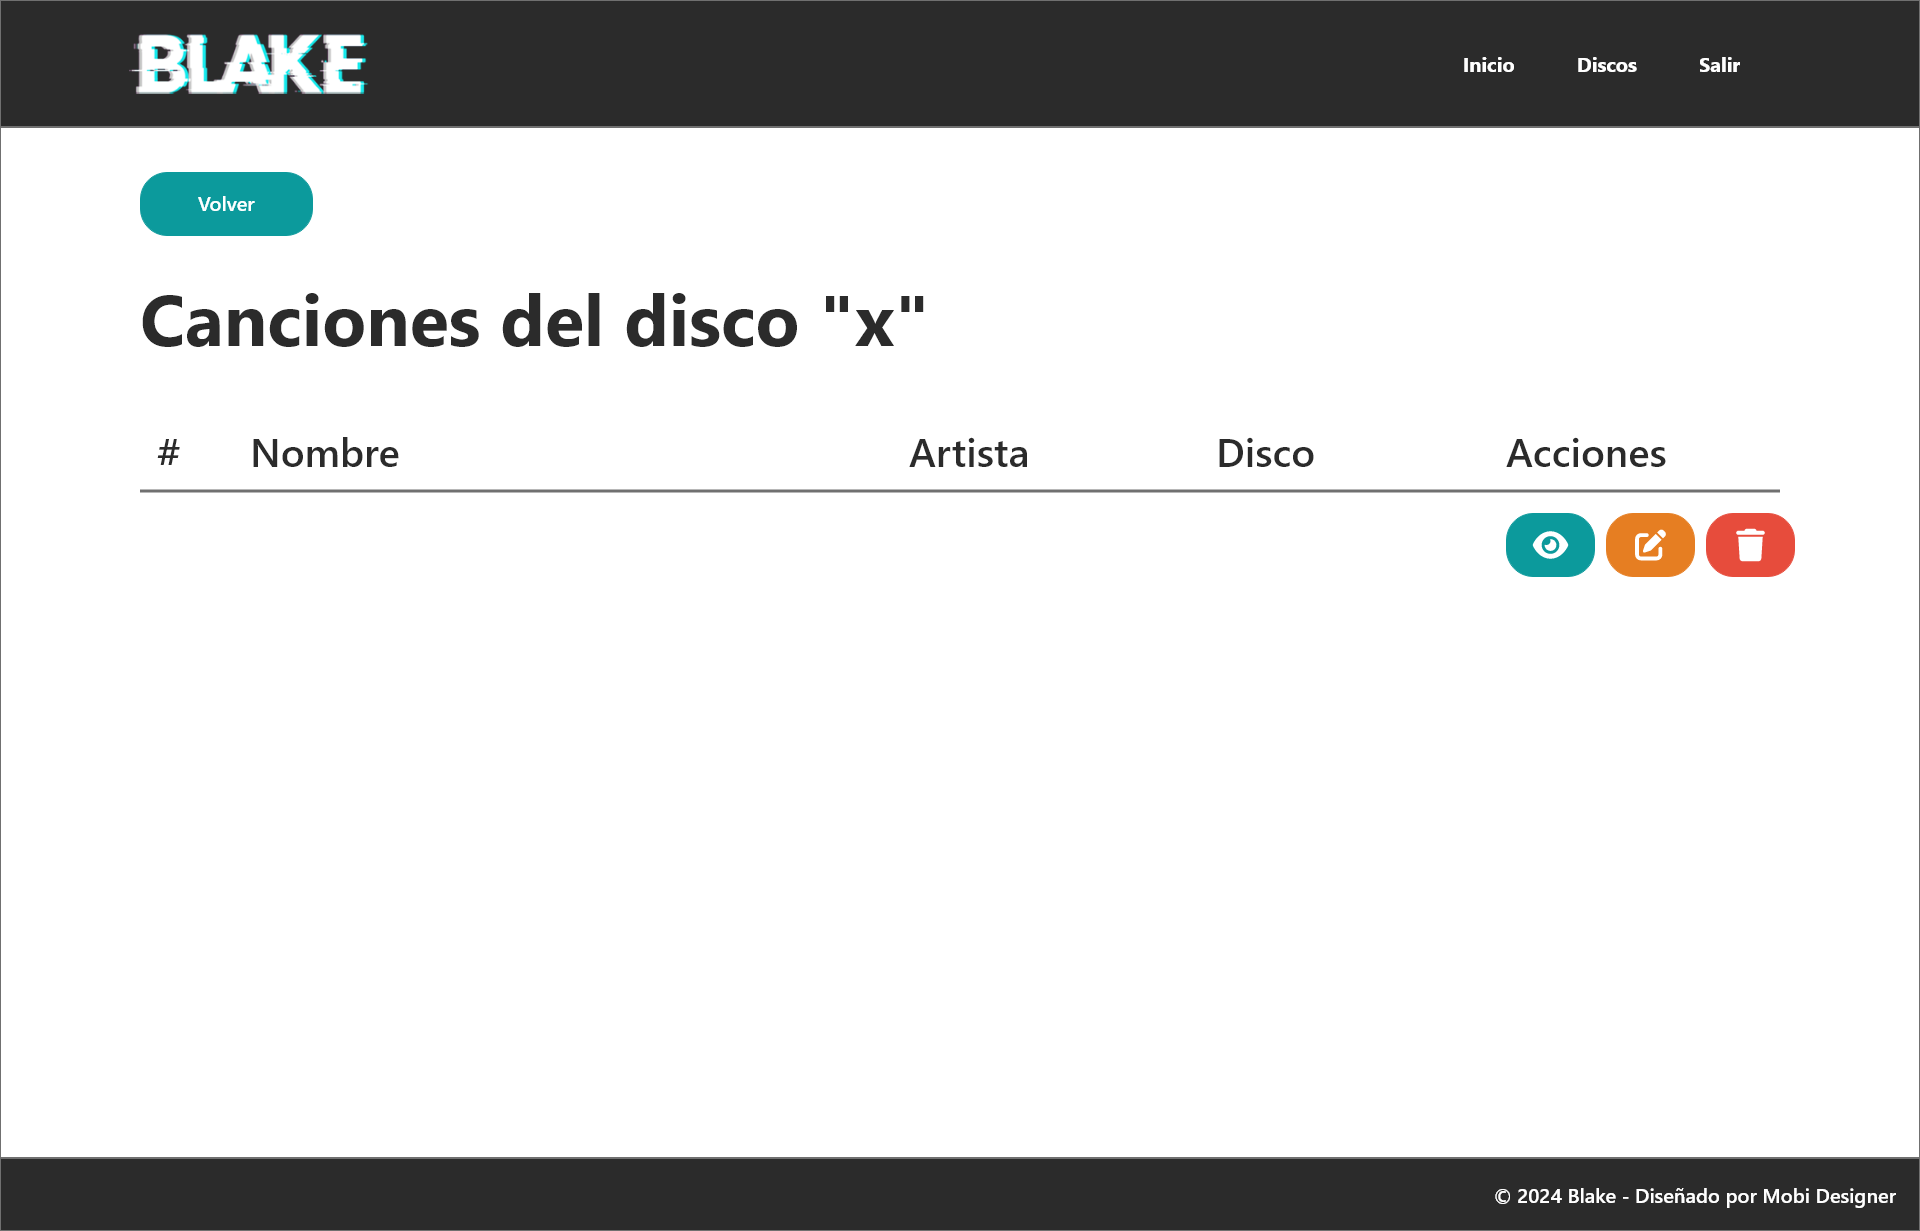 BLAKE
Inicio Discos Salir
Volver
Canciones del disco "x"
# Nombre Artista Disco Acciones
© 2024 Blake - Diseñado por Mobi Designer